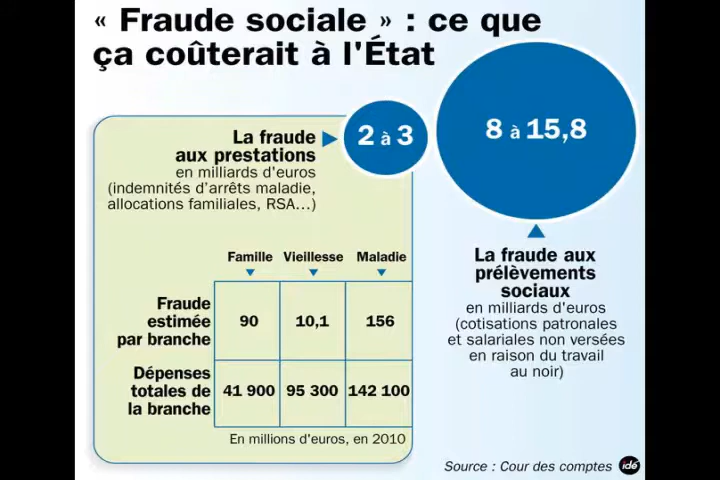 « Fraude sociale » : ce que
ça coûterait à l'État
La fraude
aux prestations
en milliards d'euros
(indemnités d'arrêts maladie,
allocations familiales, RSA...)
2 à 3
8 à 15,8
La fraude aux
prélèvements
sociaux
en milliards d'euros
(cotisations patronales
et salariales non versées
en raison du travail
au noir)
Famille Vieillesse Maladie
Fraude
estimée
par branche
90 10,1 156
Dépenses
totales de
la branche
41 900 95 300 142 100
En millions d'euros, en 2010
Source : Cour des comptes idé